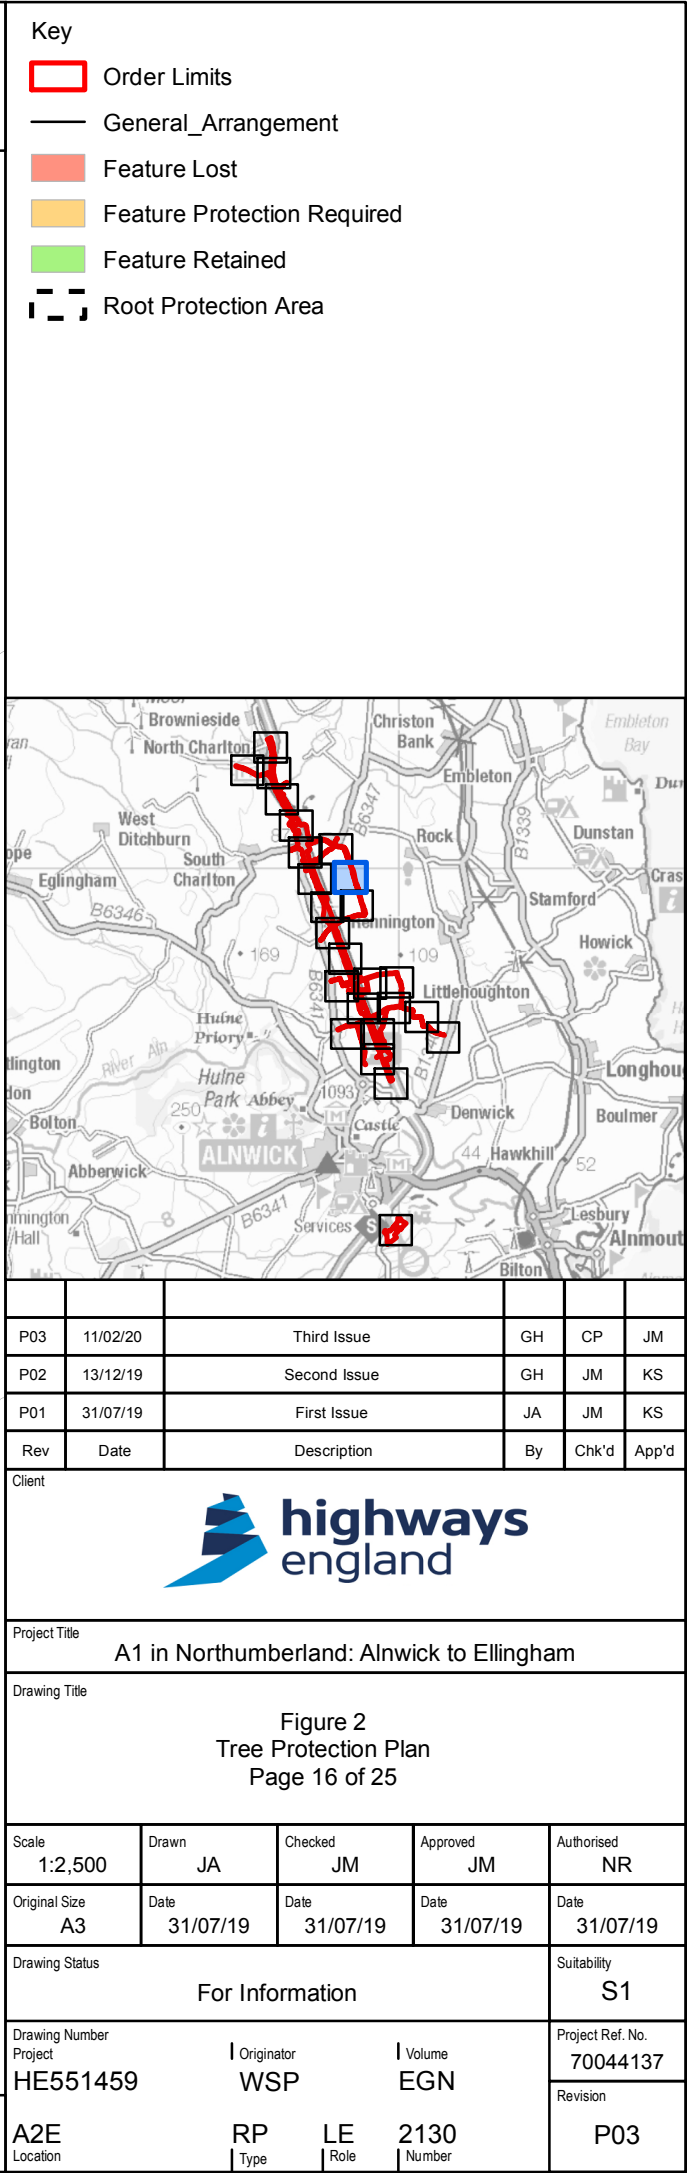 Key
Order Limits
General_Arrangement
Feature Lost
Feature Protection Required
Feature Retained
Root Protection Area
Brownieside
Christon
Bank
Embleton
Bay
North Charlton
Embleton
B6347
B1339
West
Ditchburn
Rock
Dunstan
South
Charlton
Eglingham
Stamford
B6346
Rennington
Howick
169
109
B6341
Littlehoughton
Hulne
Priory
River Aln
Hulne
Park
Abbey
1093
Longhou
Bolton
250
Castle
Denwick
Boulmer
ALNWICK
Abberwick
44
Hawkhill
52
8
B6341
Services
S
Lesbury
Alnmout
Hall
Bilton
P03 11/02/20 Third Issue GH CP JM
P02 13/12/19 Second Issue GH JM KS
P01 31/07/19 First Issue JA JM KS
Rev Date Description By Chk'd App'd
Client
highways
england
Project Title
A1 in Northumberland: Alnwick to Ellingham
Drawing Title
Figure 2
Tree Protection Plan
Page 16 of 25
Scale Drawn Checked Approved Authorised
1:2,500 JA JM JM NR
Original Size Date Date Date Date
A3 31/07/19 31/07/19 31/07/19 31/07/19
Drawing Status Suitability
For Information S1
Drawing Number Project Ref. No.
Project Originator Volume 70044137
HE551459 WSP EGN
Revision
A2E RP LE 2130 P03
Location Type Role Number